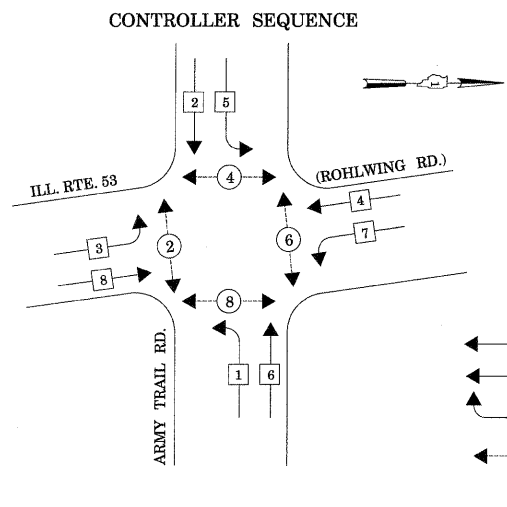 CONTROLLER SEQUENCE
2 5
ILL. RTE. 53
4
(ROHLWING RD.)
4
3
2
6
7
8
8
ARMY TRAIL RD.
1 6